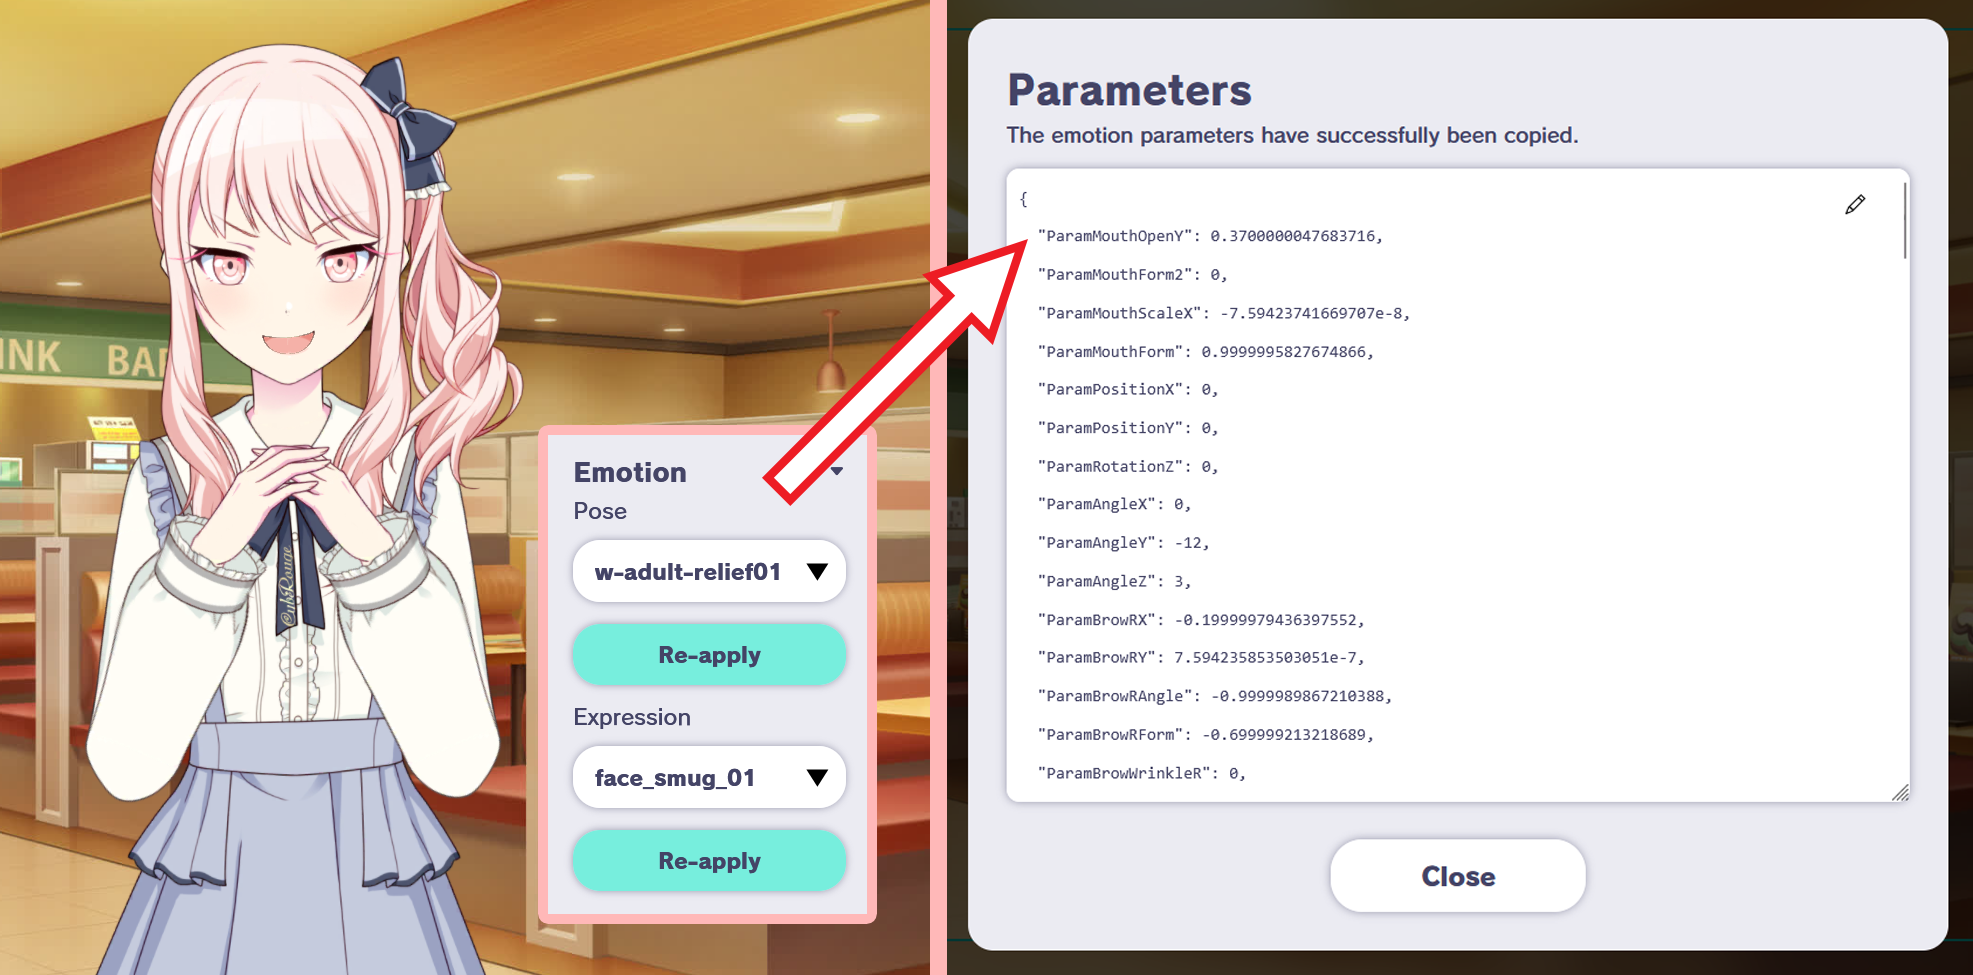 INK BAR
CybiRouge
Emotion
Pose
w-adult-relief01
Re-apply
Expression
face_smug_01
Re-apply
Parameters
The emotion parameters have successfully been copied.
{
"ParamMouthOpenY": 0.3700000047683716,
"ParamMouthForm2": 0,
"ParamMouthScaleX": -7.59423741669707e-8,
"ParamMouthForm": 0.9999995827674866,
"ParamPositionX": 0,
"ParamPositionY": 0,
"ParamRotationZ": 0,
"ParamAngleX": 0,
"ParamAngleY": -12,
"ParamAngleZ": 3,
"ParamBrowRX": -0.19999979436397552,
"ParamBrowRY": 7.594235853503051e-7,
"ParamBrowRAngle": -0.9999989867210388,
"ParamBrowRForm": -0.699999213218689,
"ParamBrowWrinkleR": 0,
Close